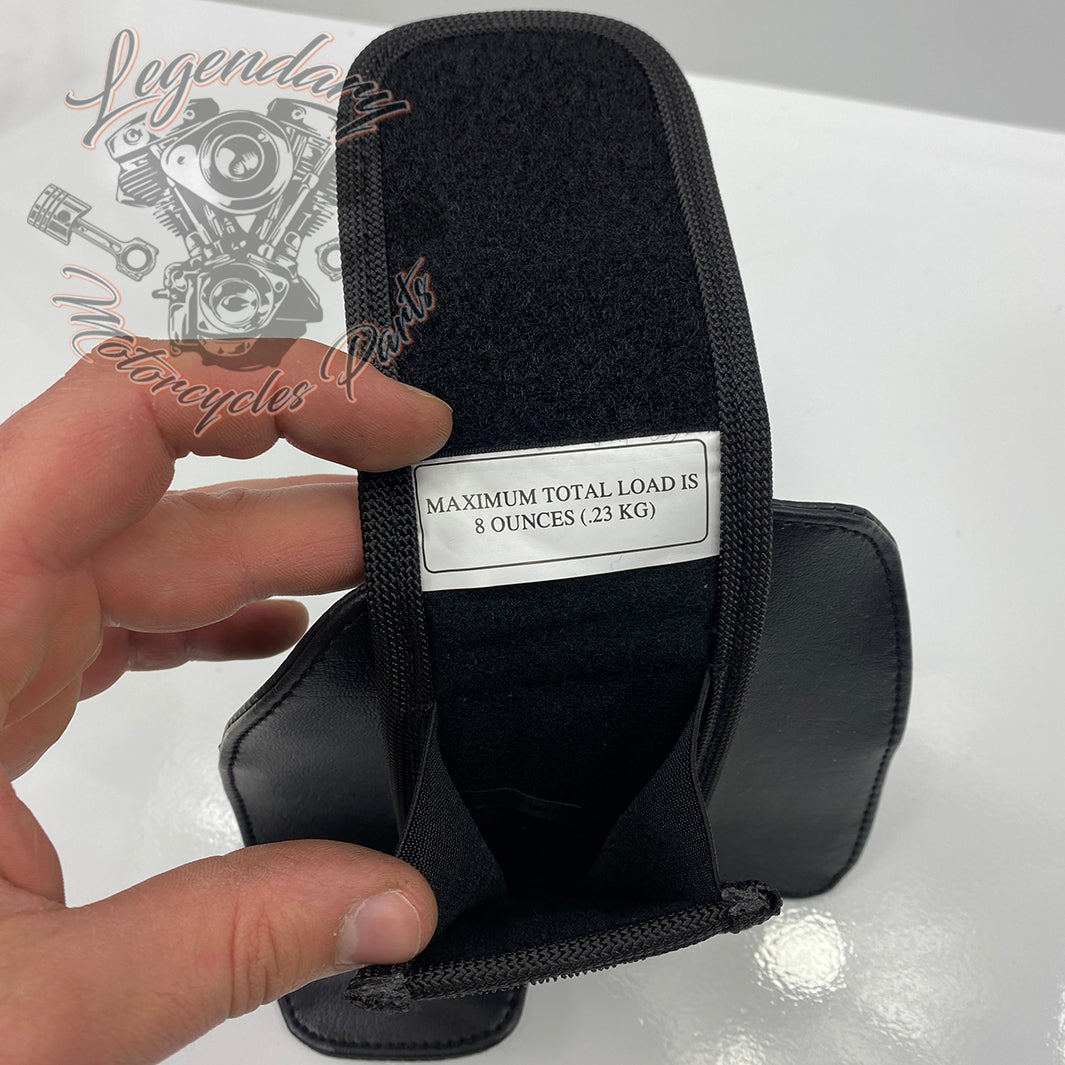 Legendary
Motorcycles Parts
MAXIMUM TOTAL LOAD IS
8 OUNCES (.23 KG)